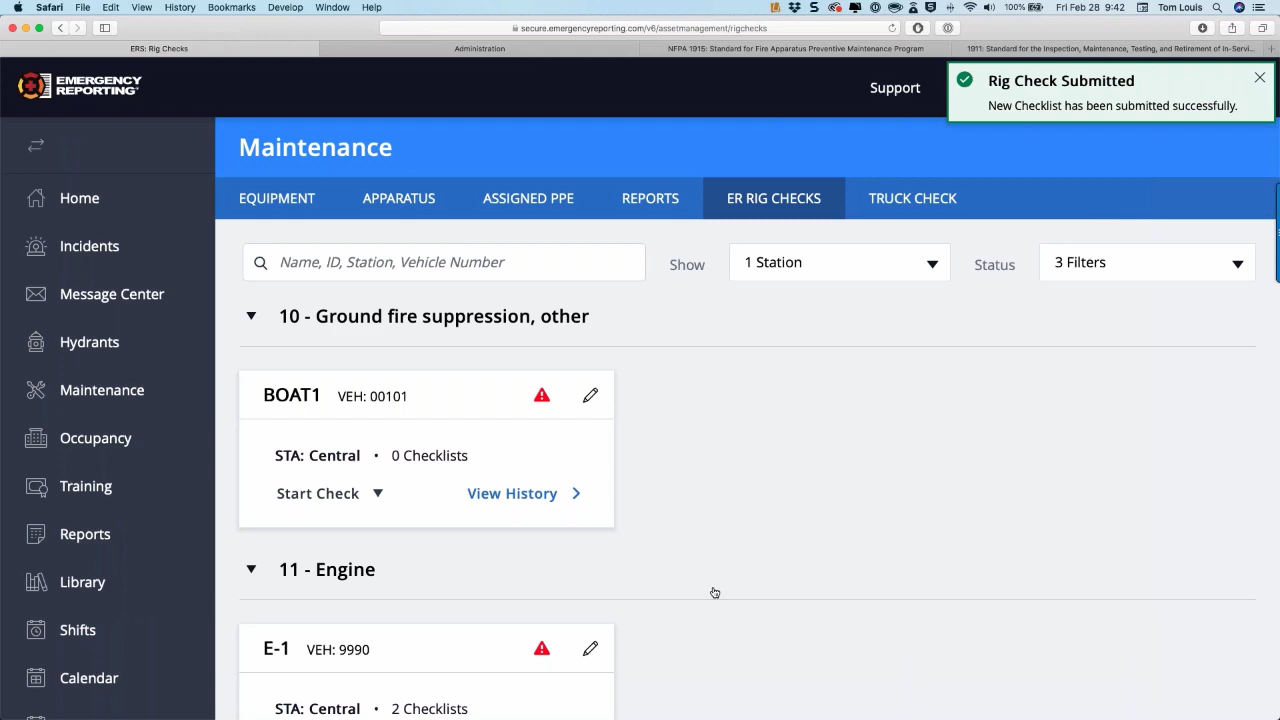 Safari File Edit View History Bookmarks Develop Window Help
100% Fri Feb 28 9:42 Tom Louis
secure.emergencyreporting.com/v6/assetmanagement/rigchecks
ERS: Rig Checks
Administration
NFPA 1915: Standard for Fire Apparatus Preventive Maintenance Program
1911: Standard for the Inspection, Maintenance, Testing, and Retirement of In-Servi...
EMERGENCY
REPORTING
Support
Rig Check Submitted
New Checklist has been submitted successfully.
Maintenance
EQUIPMENT APPARATUS ASSIGNED PPE REPORTS ER RIG CHECKS TRUCK CHECK
Home
Incidents
Message Center
Hydrants
Maintenance
Occupancy
Training
Reports
Library
Shifts
Calendar
Name, ID, Station, Vehicle Number
Show
1 Station
Status
3 Filters
10 - Ground fire suppression, other
BOAT1 VEH: 00101
STA: Central • 0 Checklists
Start Check View History
11 - Engine
E-1 VEH: 9990
STA: Central • 2 Checklists